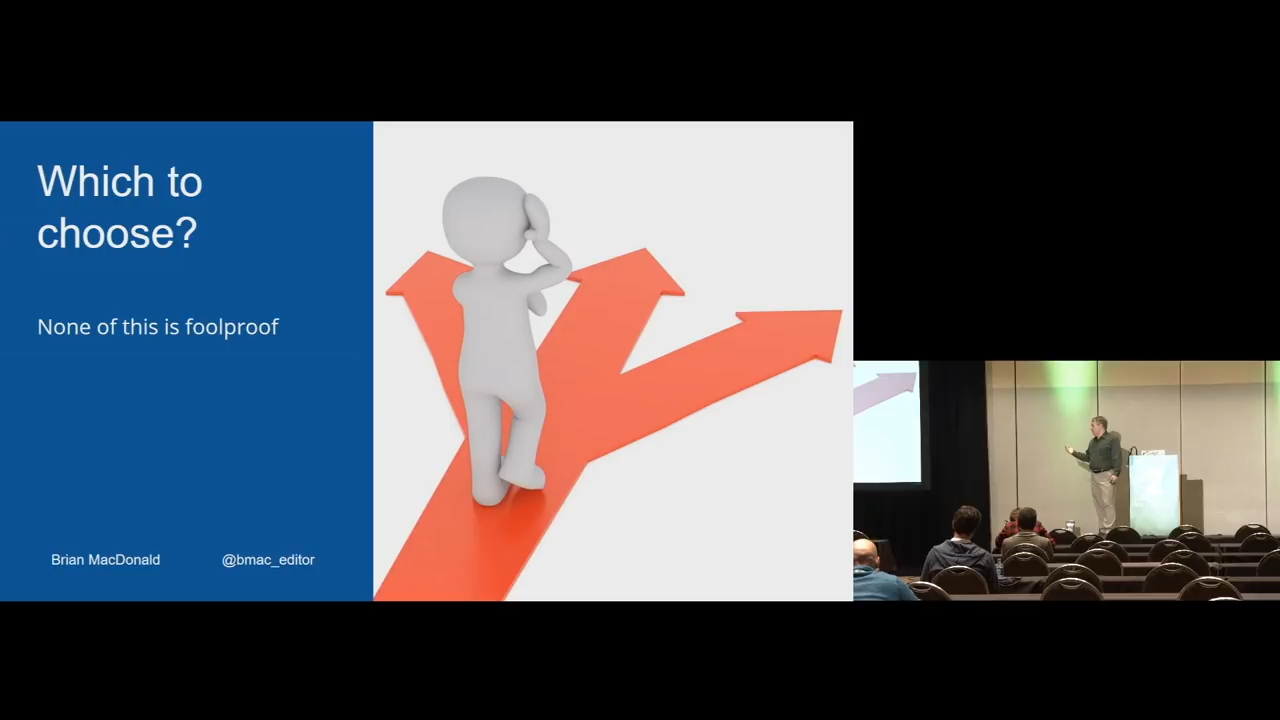 Which to
choose?
None of this is foolproof
Brian MacDonald @bmac_editor